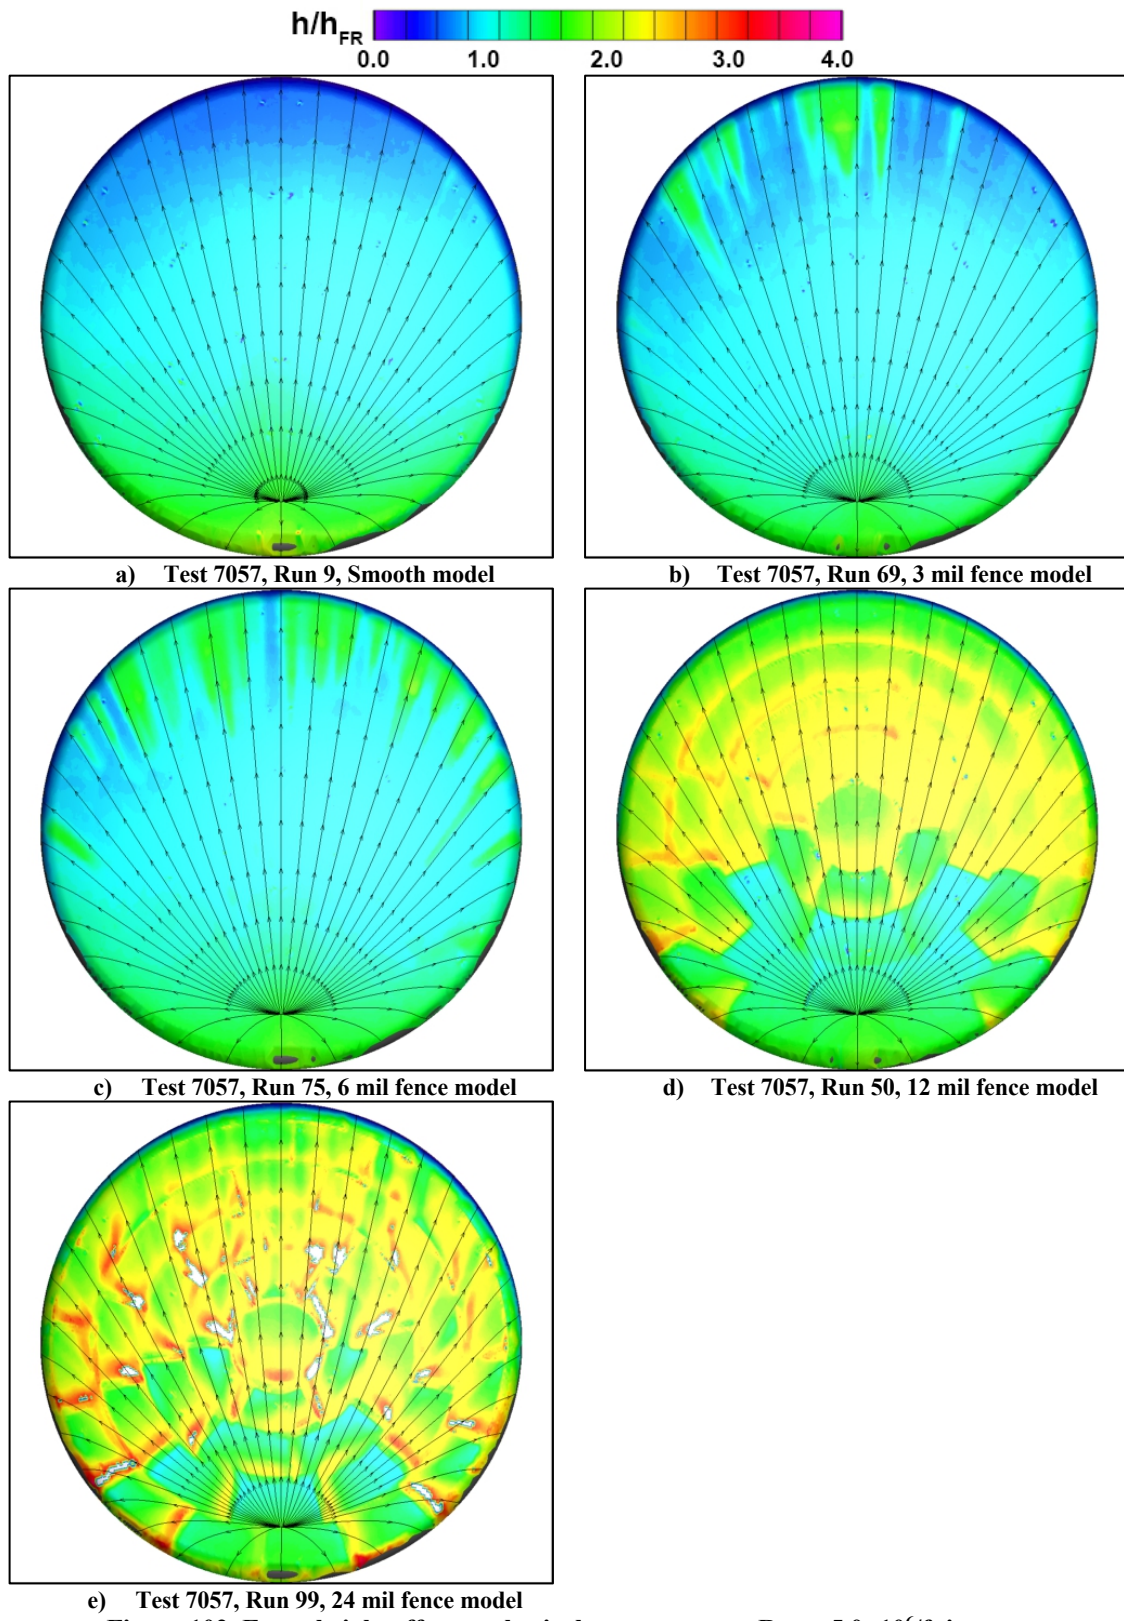 h/hFR
0.0 1.0 2.0 3.0 4.0
a) Test 7057, Run 9, Smooth model
b) Test 7057, Run 69, 3 mil fence model
c) Test 7057, Run 75, 6 mil fence model
d) Test 7057, Run 50, 12 mil fence model
e) Test 7057, Run 99, 24 mil fence model